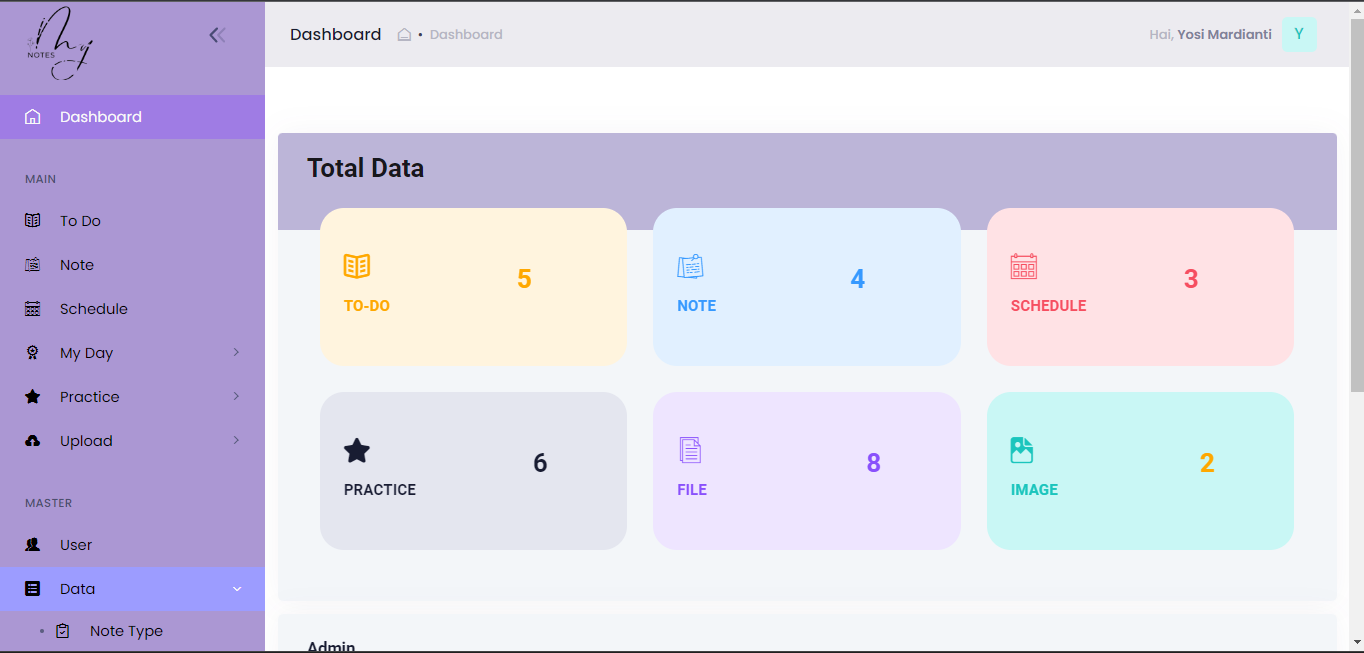 NOTES
Dashboard
MAIN
To Do
Note
Schedule
My Day
Practice
Upload
MASTER
User
Data
Note Type
Dashboard • Dashboard
Hai, Yosi Mardianti Y
Total Data
5
TO-DO
4
NOTE
3
SCHEDULE
6
PRACTICE
8
FILE
2
IMAGE
Admin